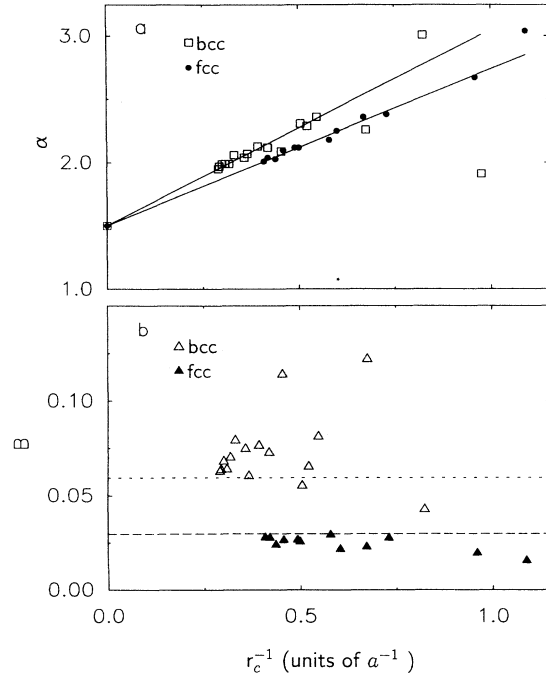 3.0
a
bcc
fcc
α
2.0
1.0
b
bcc
fcc
0.10
B
0.05
0.00
0.0
0.5
1.0
r_c^{-1} (units of a^{-1})